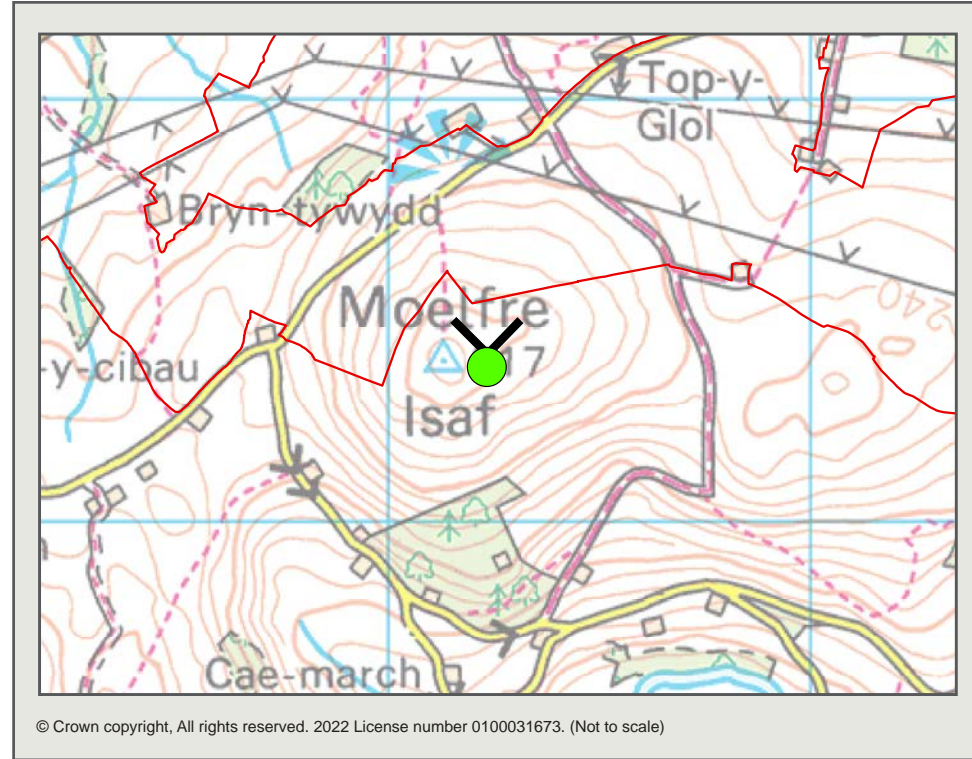 Top-y-
Glol
Bryn-tywydd
Moelfre
-y-cibau
17
Isaf
240
Cae-march
© Crown copyright, All rights reserved. 2022 License number 0100031673. (Not to scale)